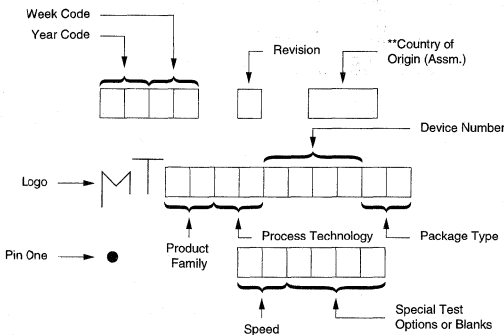 Week Code
Year Code
Revision
**Country of
Origin (Assm.)
Device Number
Logo
MT
Product
Family
Process Technology
Package Type
Pin One
Speed
Special Test
Options or Blanks